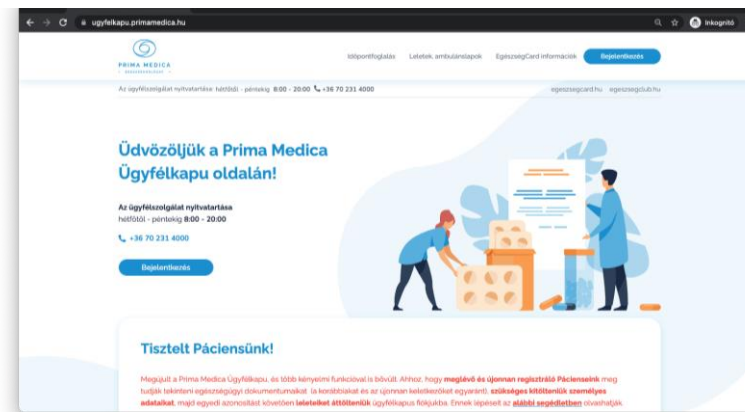 ugyfelkapu.primamedica.hu
Inkognitó
PRIMA MEDICA
Időpontfoglalás Leletek, ambulánslapok EgészségCard információk Bejelentkezés
Az ügyfélszolgálat nyitvatartása: hétfőtől - péntekig 8:00 - 20:00 +36 70 231 4000 egeszsegcard.hu egeszsegclub.hu
Üdvözöljük a Prima Medica
Ügyfélkapu oldalán!
Az ügyfélszolgálat nyitvatartása
hétfőtől - péntekig 8:00 - 20:00
+36 70 231 4000
Bejelentkezés
Tisztelt Páciensünk!
Megújult a Prima Medica Ügyfélkapu, és több kényelmi funkcióval is bővült. Ahhoz, hogy meglévő és újonnan regisztráló Pácienseink meg
tudják tekinteni egészségügyi dokumentumaikat (a korábbiakat és az újonnan keletkezőket egyaránt), szükséges kitölteniük személyes
adataikat, majd egyedi azonosítást követően leleteiket áttölteniük ügyfélkapus fiókjukba. Ennek lépéseit az alábbi segédletben olvashatják.